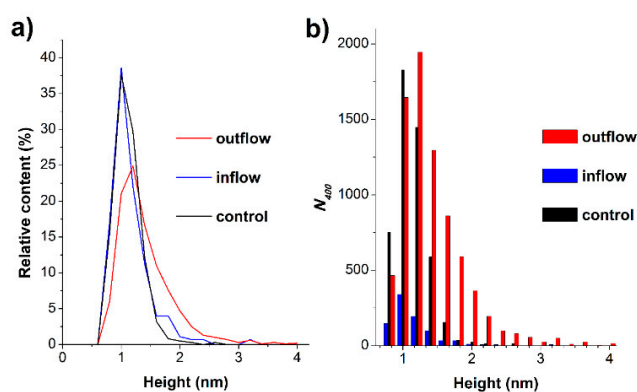 a)
Relative content (%)
40
35
30
25
20
15
10
5
0
0
1
2
3
4
Height (nm)
outflow
inflow
control
b)
N400
2000
1500
1000
500
0
1
2
3
4
Height (nm)
outflow
inflow
control